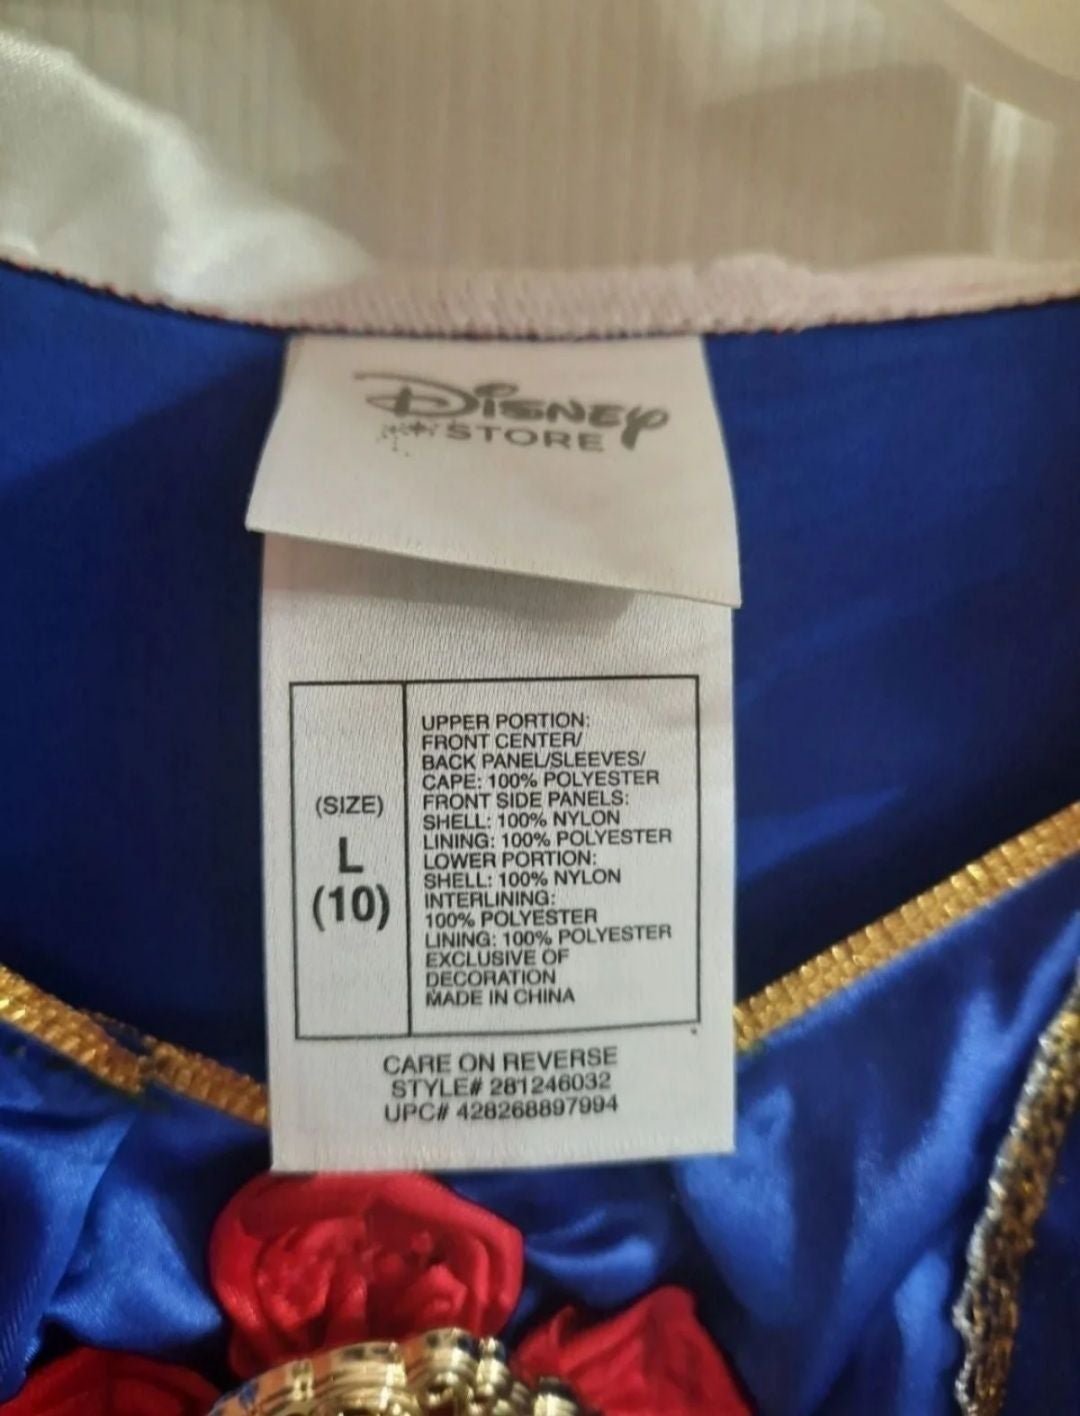 DISNEY
STORE
(SIZE)
L
(10)
UPPER PORTION:
FRONT CENTER/
BACK PANEL/SLEEVES/
CAPE: 100% POLYESTER
FRONT SIDE PANELS:
SHELL: 100% NYLON
LINING: 100% POLYESTER
LOWER PORTION:
SHELL: 100% NYLON
INTERLINING:
100% POLYESTER
LINING: 100% POLYESTER
EXCLUSIVE OF
DECORATION
MADE IN CHINA
CARE ON REVERSE
STYLE# 281246032
UPC# 428268897994